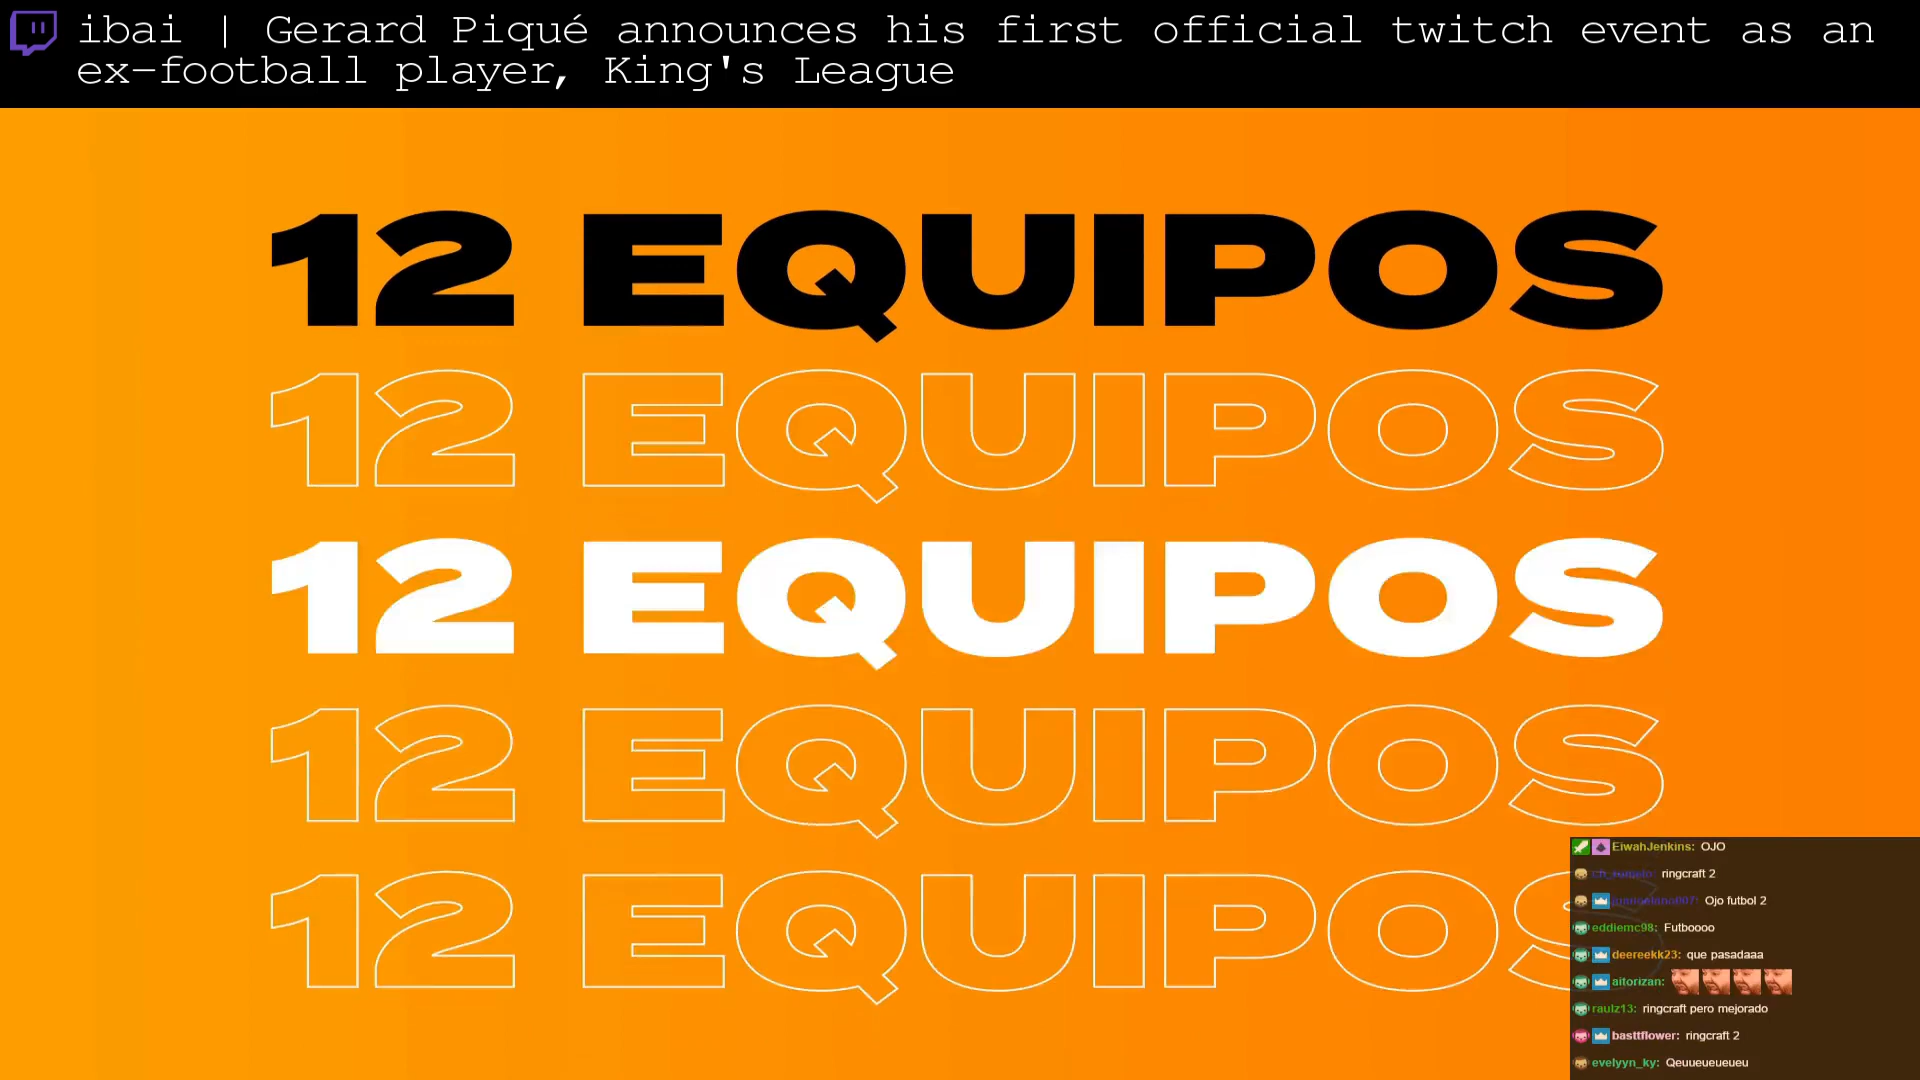 ibai | Gerard Piqué announces his first official twitch event as an
ex-football player, King's League
12 EQUIPOS
12 EQUIPOS
12 EQUIPOS
12 EQUIPOS
12 EQUIPOS
EiwahJenkins: OJO
ringcraft 2
Ojo futbol 2
eddiemc98: Futboooo
deereekk23: que pasadaaa
aitorizan:
raulz13: ringcraft pero mejorado
basttflower: ringcraft 2
evelyyn_ky: Qeuueueueueu